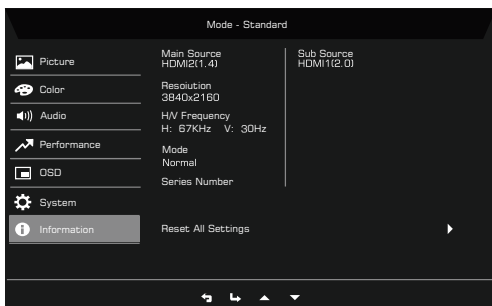 Mode - Standard
Picture
Color
Audio
Performance
OSD
System
Information
Main Source
HDMI2(1.4)
Sub Source
HDMI1(2.0)
Resoiution
3840x2160
H/V Frequency
H: 67KHz V: 30Hz
Mode
Normal
Series Number
Reset All Settings